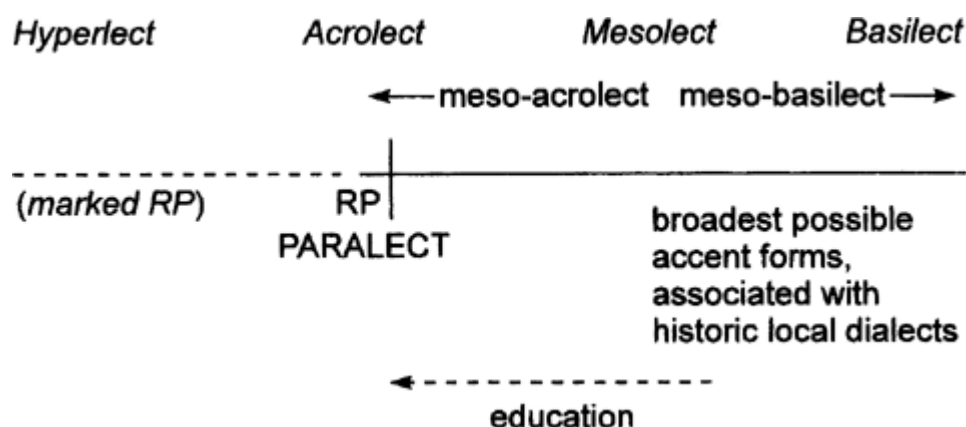 Hyperlect Acrolect Mesolect Basilect
meso-acrolect meso-basilect
(marked RP) RP
PARALECT
broadest possible
accent forms,
associated with
historic local dialects
education